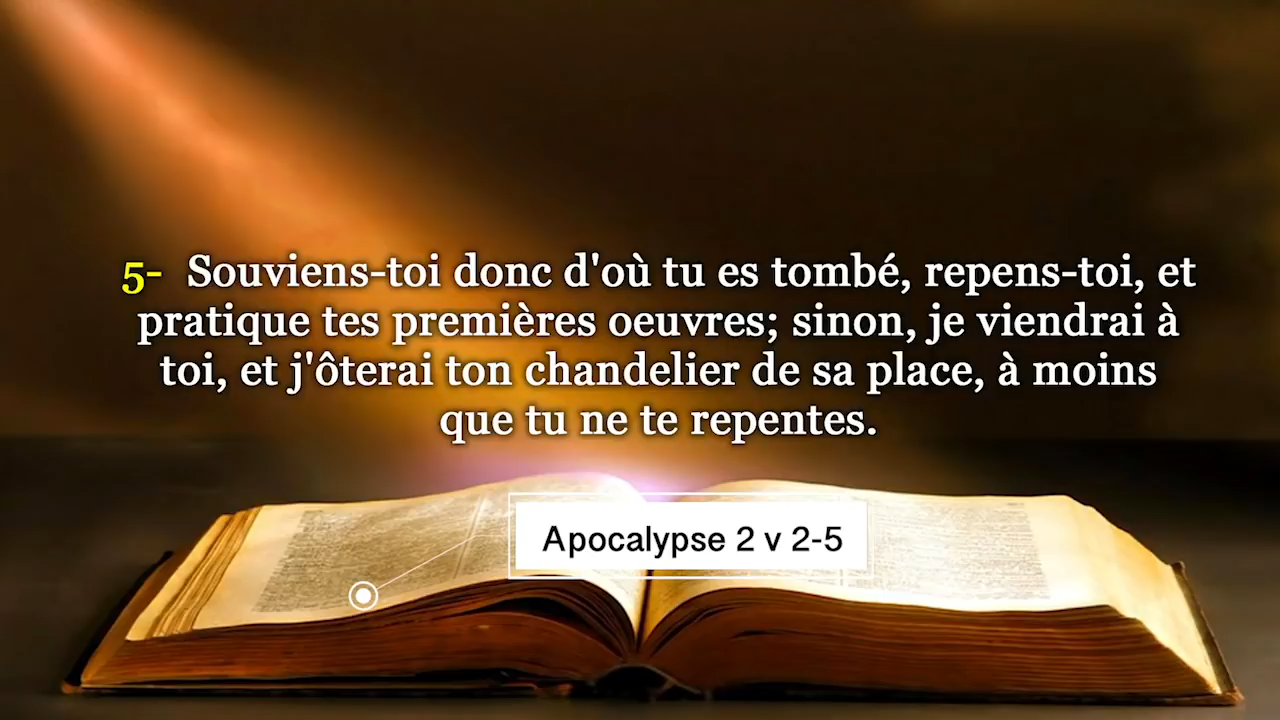 5- Souviens-toi donc d'où tu es tombé, repens-toi, et
pratique tes premières oeuvres; sinon, je viendrai à
toi, et j'ôterai ton chandelier de sa place, à moins
que tu ne te repentes.
Apocalypse 2 v 2-5